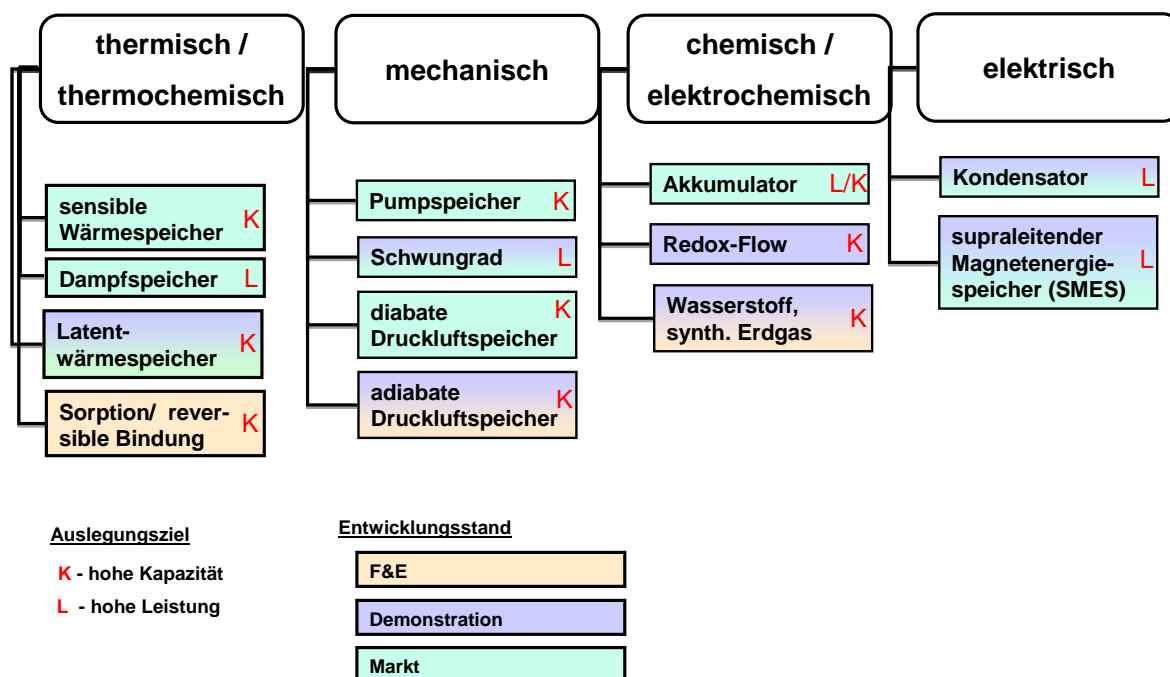 thermisch /
thermochemisch
mechanisch
chemisch /
elektrochemisch
elektrisch
sensible
Wärmespeicher K
Dampfspeicher L
Latent-
wärmespeicher K
Sorption/ rever-
sible Bindung K
Pumpspeicher K
Schwungrad L
diabate
Druckluftspeicher K
adiabate
Druckluftspeicher K
Akkumulator L/K
Redox-Flow K
Wasserstoff,
synth. Erdgas K
Kondensator L
supraleitender
Magnetenergie- L
speicher (SMES)
Auslegungsziel
K - hohe Kapazität
L - hohe Leistung
Entwicklungsstand
F&E
Demonstration
Markt